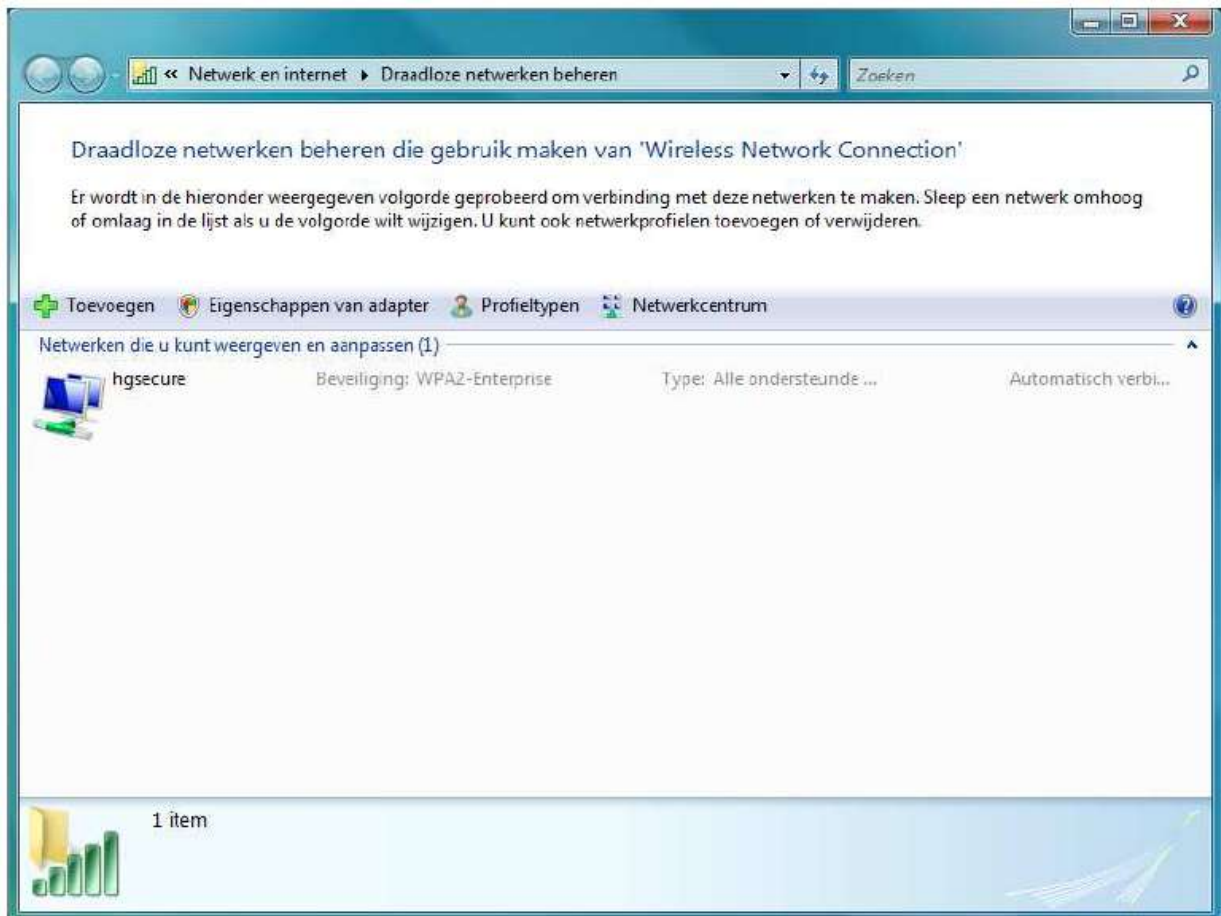 « Netwerk en internet ▸ Draadloze netwerken beheren
Zoeken
Draadloze netwerken beheren die gebruik maken van 'Wireless Network Connection'
Er wordt in de hieronder weergegeven volgorde geprobeerd om verbinding met deze netwerken te maken. Sleep een netwerk omhoog
of omlaag in de lijst als u de volgorde wilt wijzigen. U kunt ook netwerkprofielen toevoegen of verwijderen.
Toevoegen Eigenschappen van adapter Profieltypen Netwerkcentrum
Netwerken die u kunt weergeven en aanpassen (1)
hgsecure Beveiliging: WPA2-Enterprise Type: Alle ondersteunde ... Automatisch verbi...
1 item